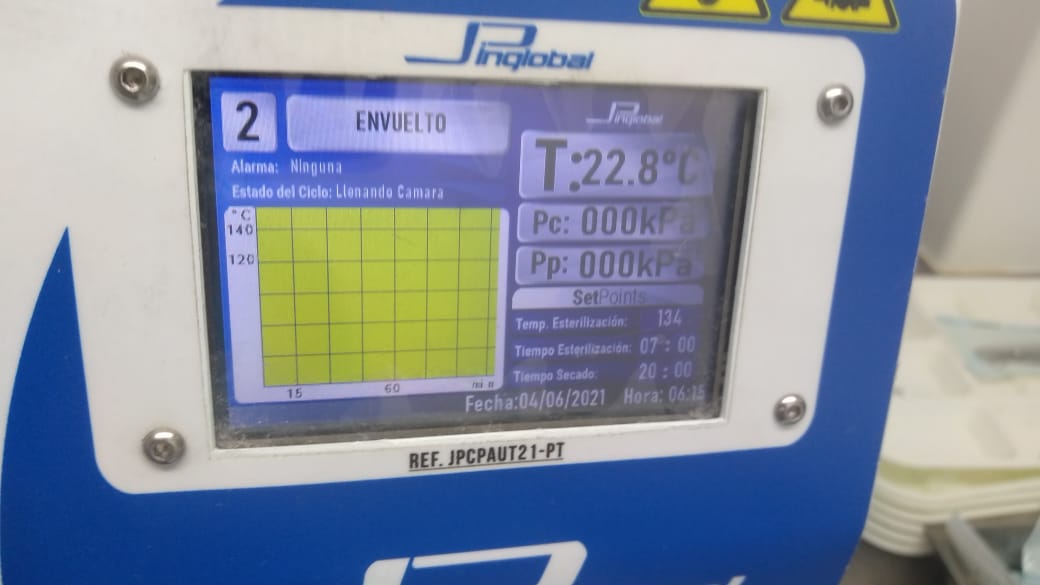 JPinglobal
2 ENVUELTO
JPinglobal
Alarma: Ninguna
Estado del Ciclo: Llenando Camara
T:22.8°C
Pc: 000kPa
Pp: 000kPa
SetPoints
Temp. Esterilización: 134
Tiempo Esterilización: 07 : 00
Tiempo Secado: 20 : 00
°C
140
120
15 60 min
Fecha:04/06/2021 Hora: 06:15
REF. JPCPAUT21-PT